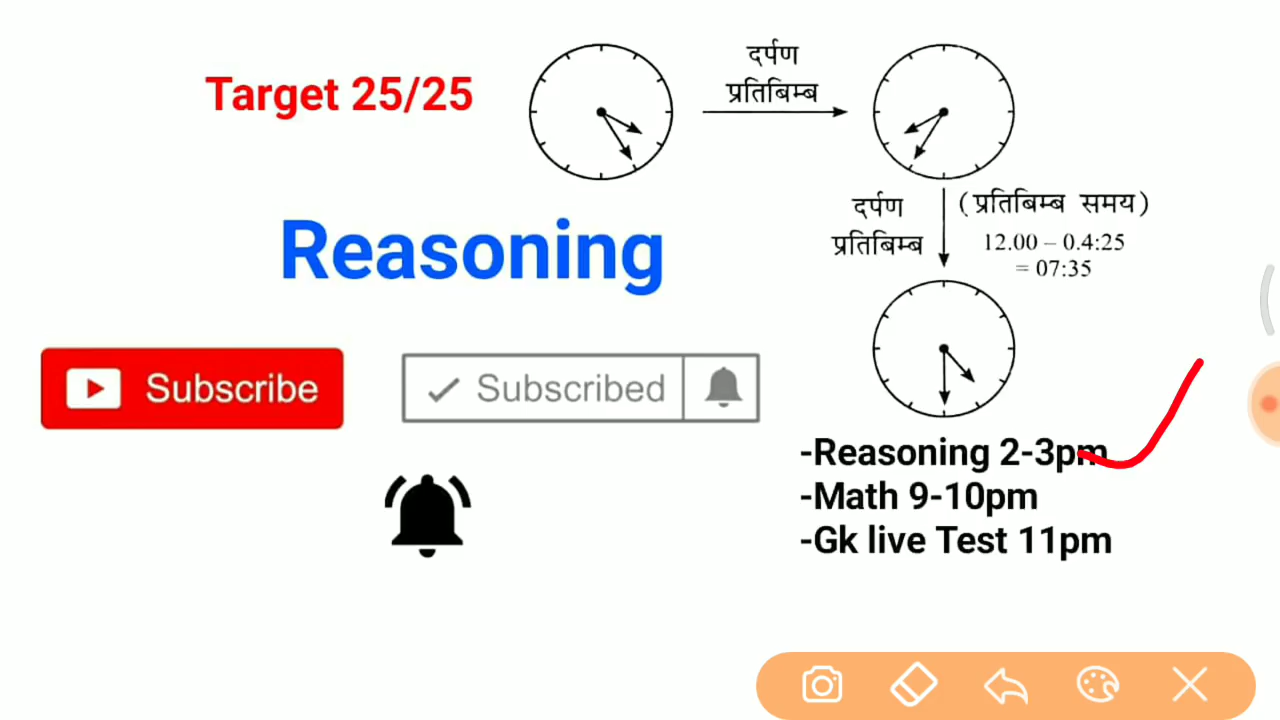 Target 25/25
दर्पण
प्रतिबिम्ब
Reasoning
दर्पण
प्रतिबिम्ब
(प्रतिबिम्ब समय)
12.00 – 0.4:25
= 07:35
Subscribe
Subscribed
-Reasoning 2-3pm
-Math 9-10pm
-Gk live Test 11pm